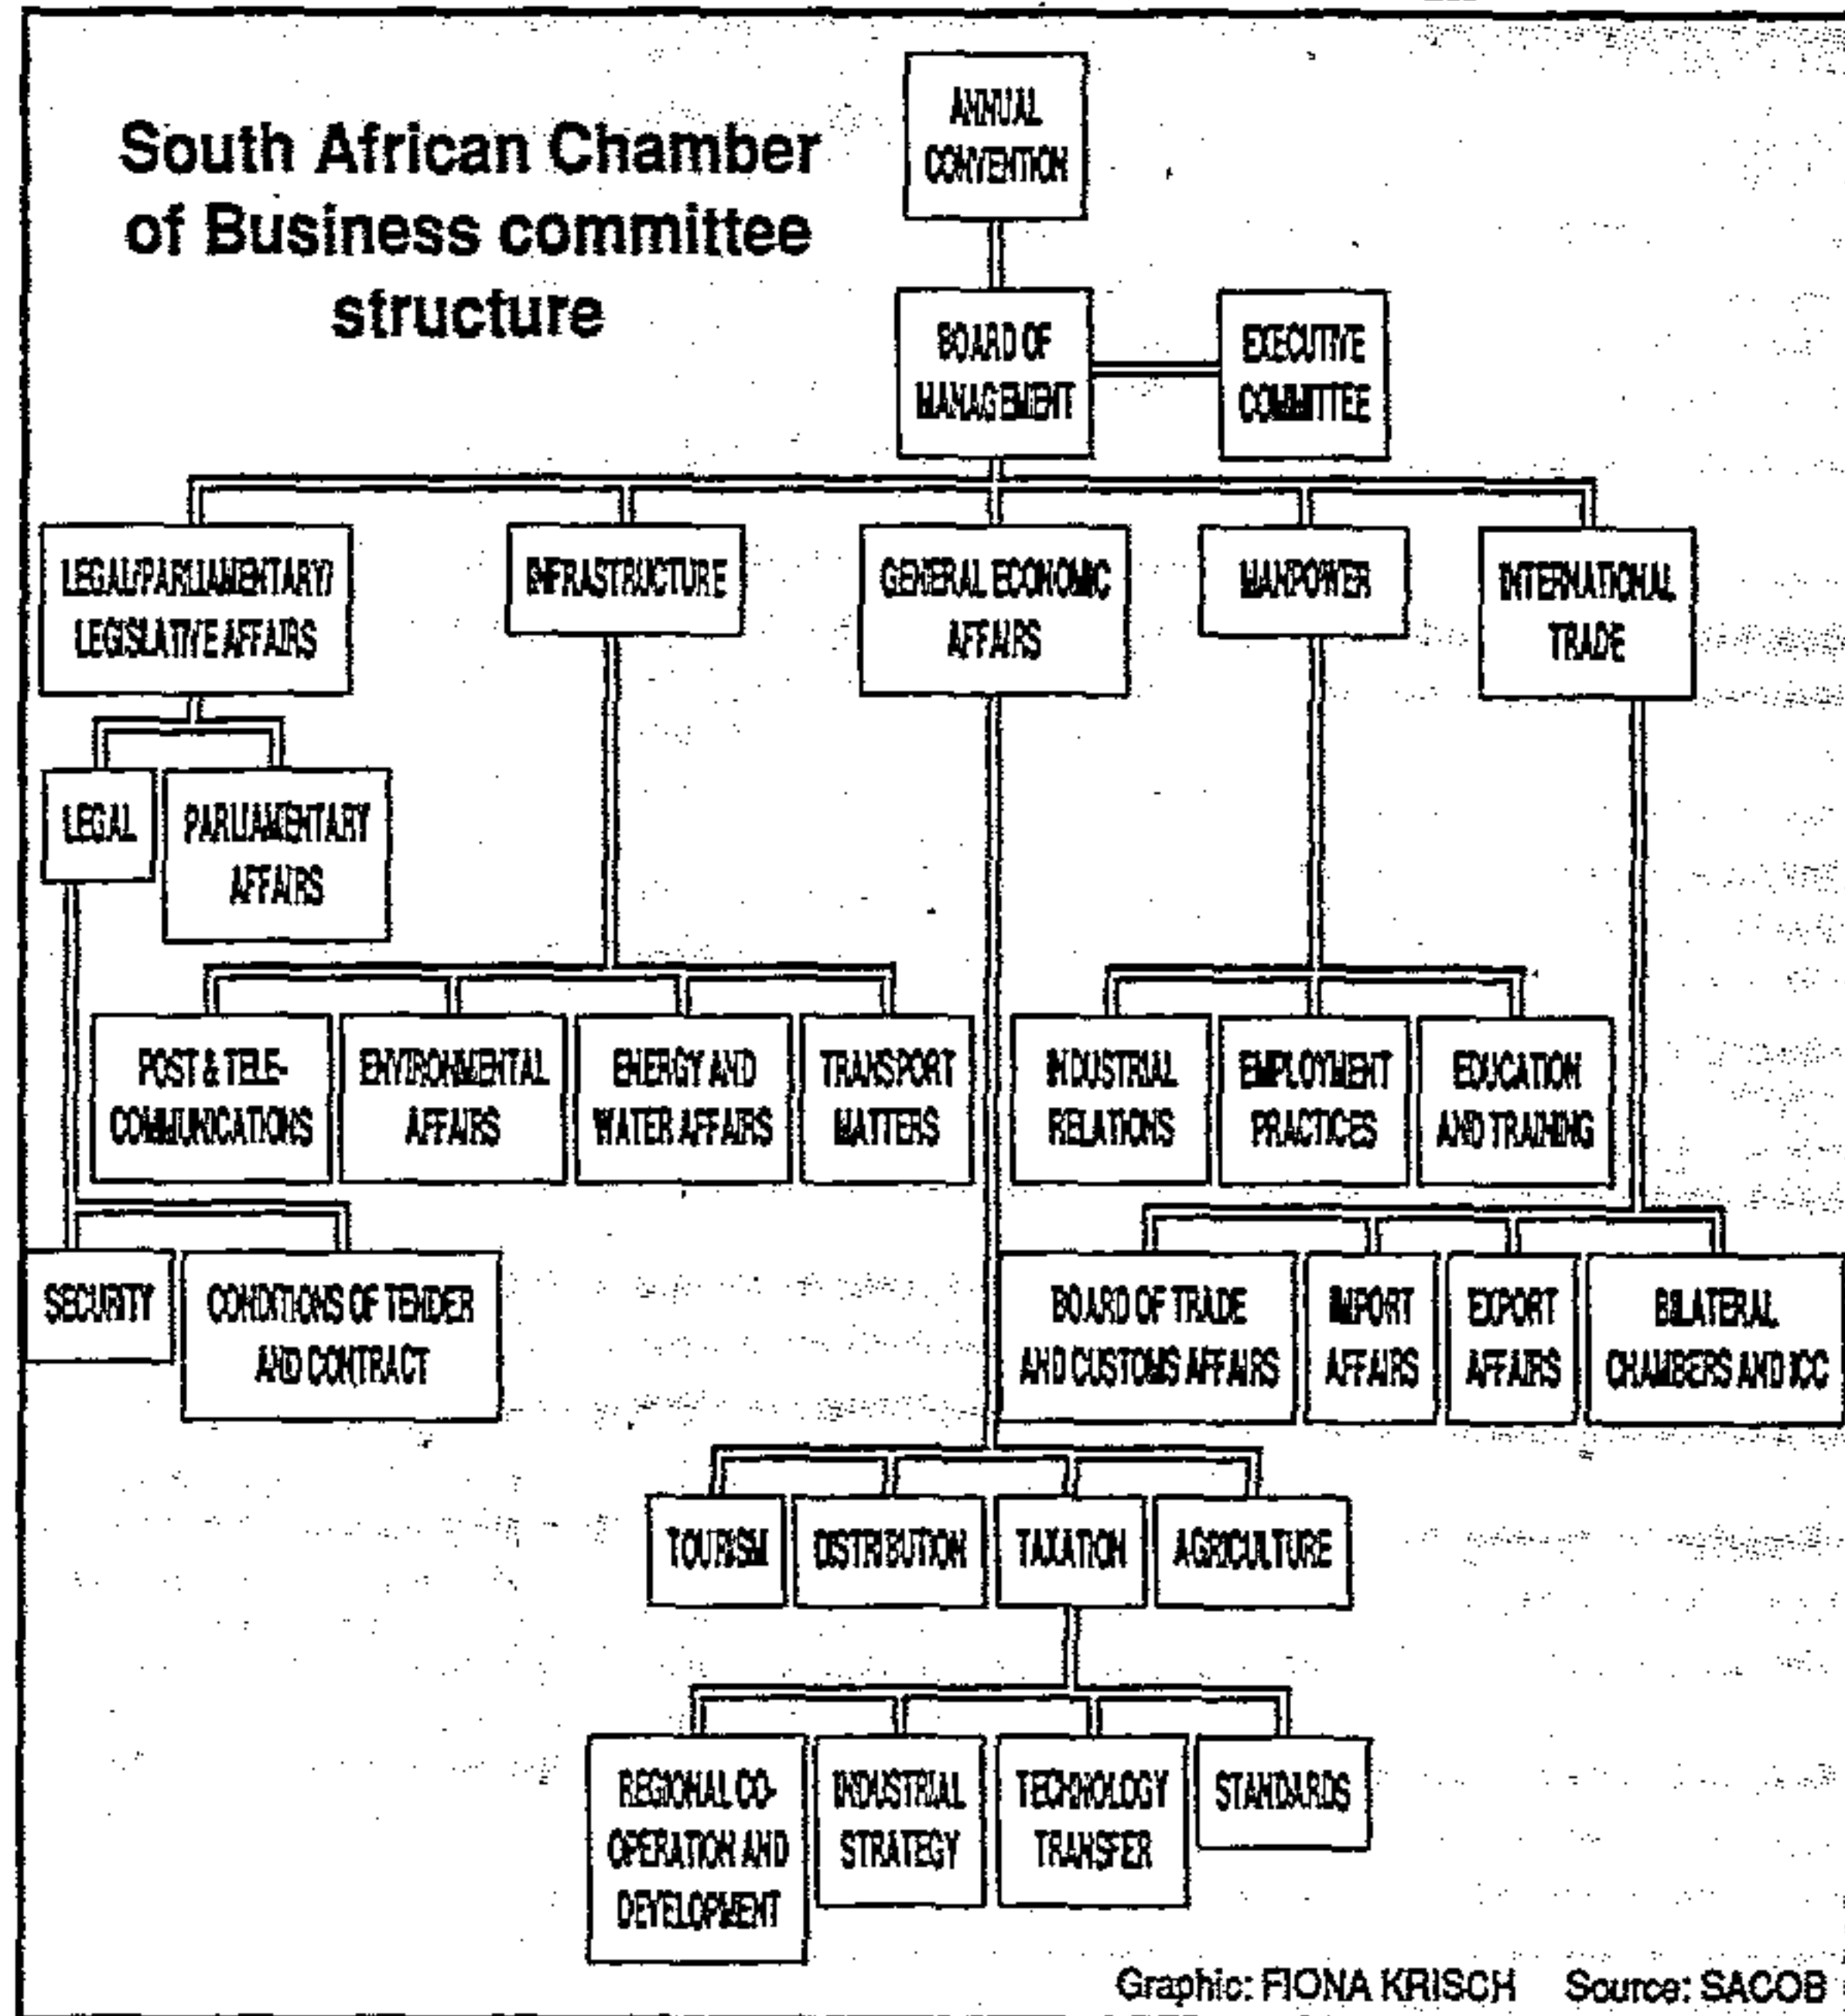 South African Chamber
of Business committee
structure
ANNUAL
CONVENTION
BOARD OF
MANAGEMENT
EXECUTIVE
COMMITTEE
LEGAL/PARLIAMENTARY/
LEGISLATIVE AFFAIRS
INFRASTRUCTURE
GENERAL ECONOMIC
AFFAIRS
MANPOWER
INTERNATIONAL
TRADE
LEGAL
PARLIAMENTARY
AFFAIRS
POST & TELE-
COMMUNICATIONS
ENVIRONMENTAL
AFFAIRS
ENERGY AND
WATER AFFAIRS
TRANSPORT
MATTERS
INDUSTRIAL
RELATIONS
EMPLOYMENT
PRACTICES
EDUCATION
AND TRAINING
SECURITY
CONDITIONS OF TENDER
AND CONTRACT
BOARD OF TRADE
AND CUSTOMS AFFAIRS
IMPORT
AFFAIRS
EXPORT
AFFAIRS
BILATERAL
CHAMBERS AND ICC
TOURISM
DISTRIBUTION
TAXATION
AGRICULTURE
REGIONAL CO-
OPERATION AND
DEVELOPMENT
INDUSTRIAL
STRATEGY
TECHNOLOGY
TRANSFER
STANDARDS
Graphic: FIONA KRISCH Source: SACOB